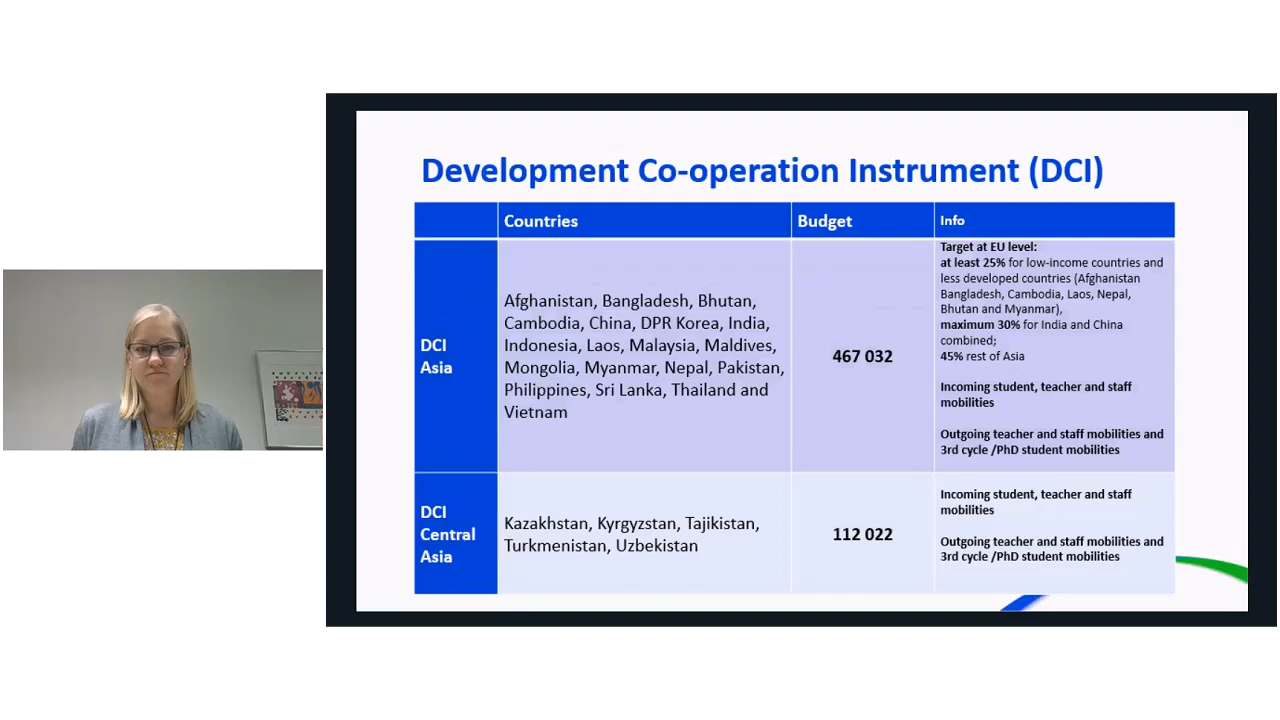 Development Co-operation Instrument (DCI)
Countries
Budget
Info
DCI
Asia
Afghanistan, Bangladesh, Bhutan,
Cambodia, China, DPR Korea, India,
Indonesia, Laos, Malaysia, Maldives,
Mongolia, Myanmar, Nepal, Pakistan,
Philippines, Sri Lanka, Thailand and
Vietnam
467 032
Target at EU level:
at least 25% for low-income countries and
less developed countries (Afghanistan
Bangladesh, Cambodia, Laos, Nepal,
Bhutan and Myanmar),
maximum 30% for India and China
combined;
45% rest of Asia
Incoming student, teacher and staff
mobilities
Outgoing teacher and staff mobilities and
3rd cycle /PhD student mobilities
DCI
Central
Asia
Kazakhstan, Kyrgyzstan, Tajikistan,
Turkmenistan, Uzbekistan
112 022
Incoming student, teacher and staff
mobilities
Outgoing teacher and staff mobilities and
3rd cycle /PhD student mobilities